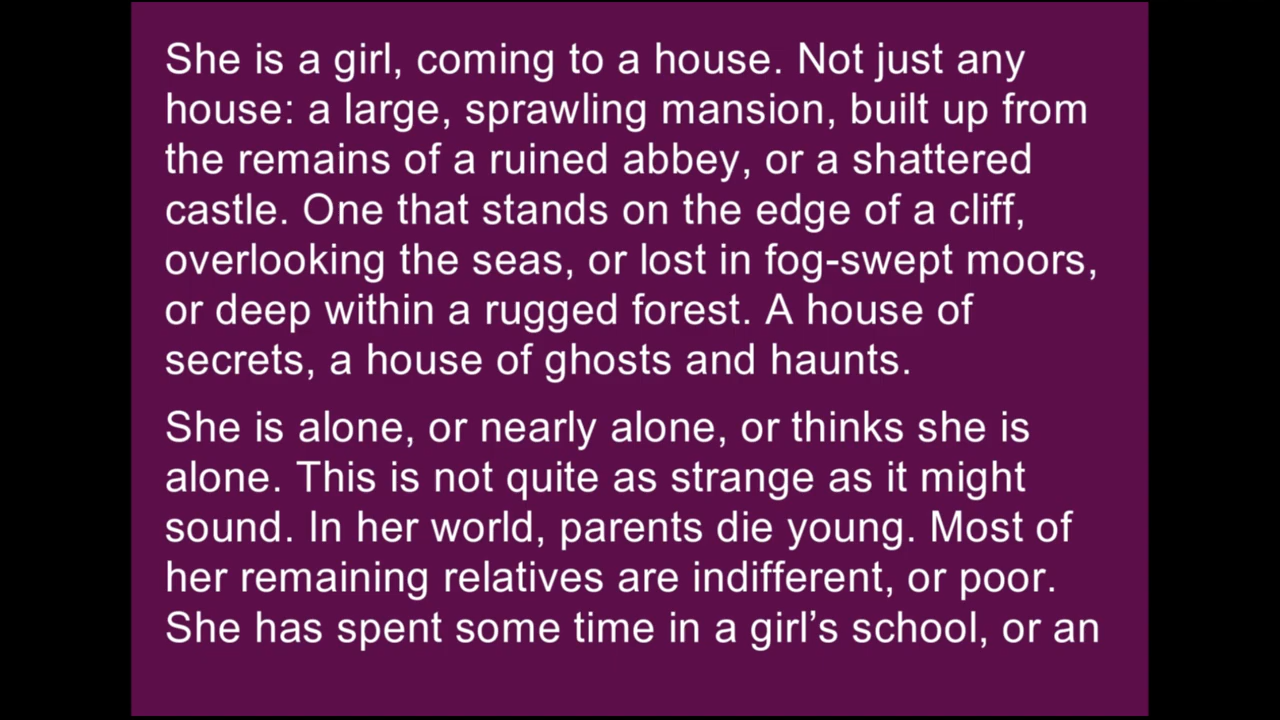 She is a girl, coming to a house. Not just any
house: a large, sprawling mansion, built up from
the remains of a ruined abbey, or a shattered
castle. One that stands on the edge of a cliff,
overlooking the seas, or lost in fog-swept moors,
or deep within a rugged forest. A house of
secrets, a house of ghosts and haunts.
She is alone, or nearly alone, or thinks she is
alone. This is not quite as strange as it might
sound. In her world, parents die young. Most of
her remaining relatives are indifferent, or poor.
She has spent some time in a girl’s school, or an